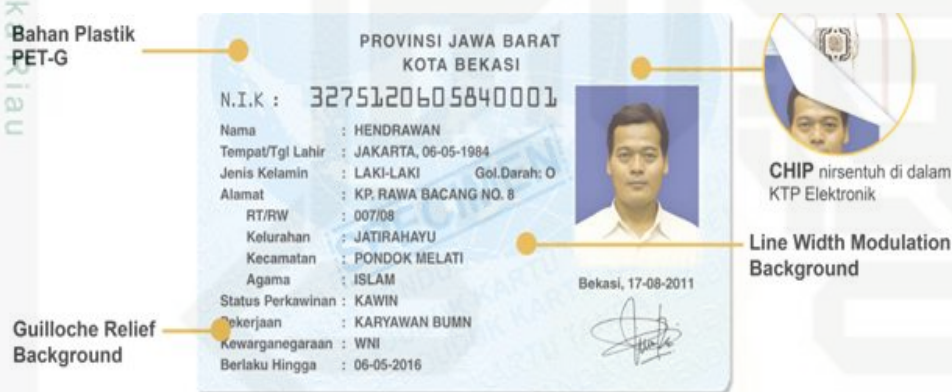 ka Riau
Bahan Plastik
PET-G
PROVINSI JAWA BARAT
KOTA BEKASI
N.I.K : 3275120605840001
Nama : HENDRAWAN
Tempat/Tgl Lahir : JAKARTA, 06-05-1984
Jenis Kelamin : LAKI-LAKI Gol.Darah: O
Alamat : KP. RAWA BACANG NO. 8
RT/RW : 007/08
Kelurahan : JATIRAHAYU
Kecamatan : PONDOK MELATI
Agama : ISLAM
Status Perkawinan : KAWIN
Pekerjaan : KARYAWAN BUMN
Kewarganegaraan : WNI
Berlaku Hingga : 06-05-2016
SPECIMEN
Bekasi, 17-08-2011
CHIP nirsentuh di dalam
KTP Elektronik
Line Width Modulation
Background
Guilloche Relief
Background